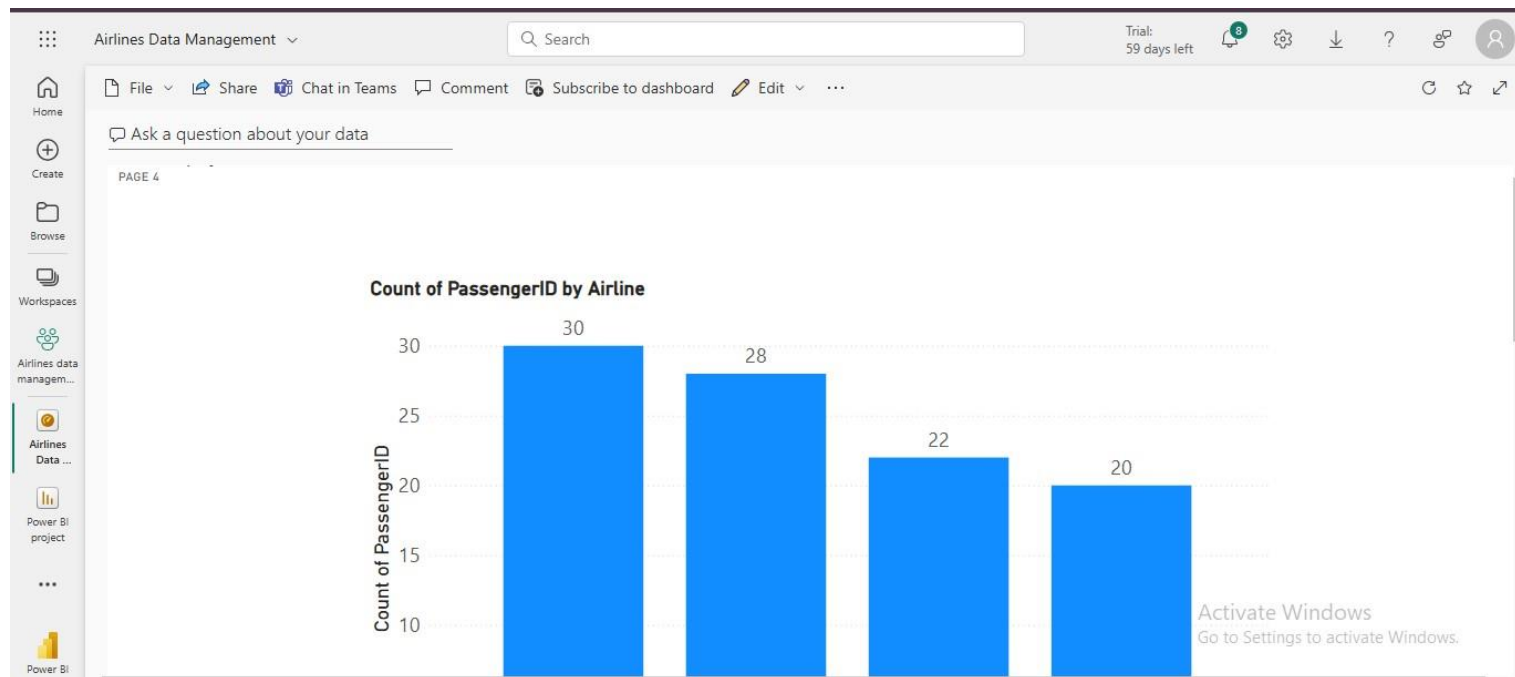 Airlines Data Management
Search
Trial:
59 days left
8
File
Share
Chat in Teams
Comment
Subscribe to dashboard
Edit
Ask a question about your data
Home
Create
Browse
Workspaces
Airlines data
managem...
Airlines
Data ...
Power BI
project
Power BI
PAGE 4
Count of PassengerID by Airline
Count of PassengerID
30
25
20
15
10
30
28
22
20
Activate Windows
Go to Settings to activate Windows.